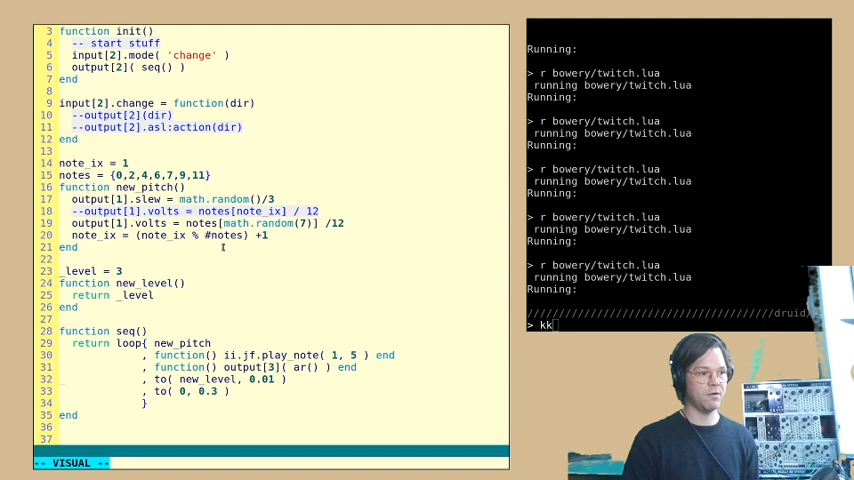 3 function init()
4 -- start stuff
5 input[2].mode( 'change' )
6 output[2]( seq() )
7 end
8
9 input[2].change = function(dir)
10 --output[2](dir)
11 --output[2].asl:action(dir)
12 end
13
14 note_ix = 1
15 notes = {0,2,4,6,7,9,11}
16 function new_pitch()
17 output[1].slew = math.random()/3
18 --output[1].volts = notes[note_ix] / 12
19 output[1].volts = notes[math.random(7)] /12
20 note_ix = (note_ix % #notes) +1
21 end
22
23 _level = 3
24 function new_level()
25 return _level
26 end
27
28 function seq()
29 return loop{ new_pitch
30 , function() ii.jf.play_note( 1, 5 ) end
31 , function() output[3]( ar() ) end
32 , to( new_level, 0.01 )
33 , to( 0, 0.3 )
34 }
35 end
36
37
-- VISUAL --
Running:
> r bowery/twitch.lua
running bowery/twitch.lua
Running:
> r bowery/twitch.lua
running bowery/twitch.lua
Running:
> r bowery/twitch.lua
running bowery/twitch.lua
Running:
> r bowery/twitch.lua
running bowery/twitch.lua
Running:
> r bowery/twitch.lua
running bowery/twitch.lua
Running:
//////////////////////////////////////////druid/
> kk